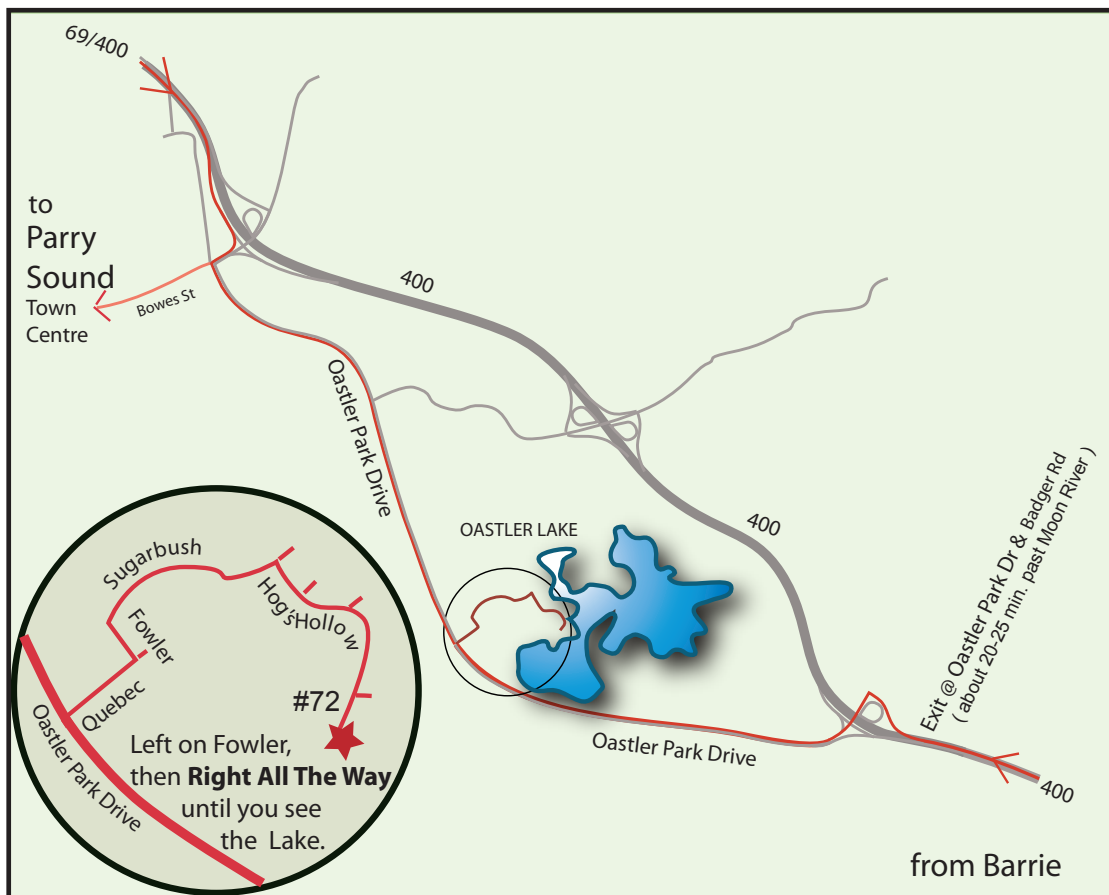 69/400
to
Parry
Sound
Town
Centre
Bowes St
400
Oastler Park Drive
OASTLER LAKE
400
Exit @ Oastler Park Dr & Badger Rd
( about 20-25 min. past Moon River )
Oastler Park Drive
400
from Barrie
Sugarbush
Hog'sHollow
Fowler
Quebec
Oastler Park Drive
#72
Left on Fowler,
then Right All The Way
until you see
the Lake.